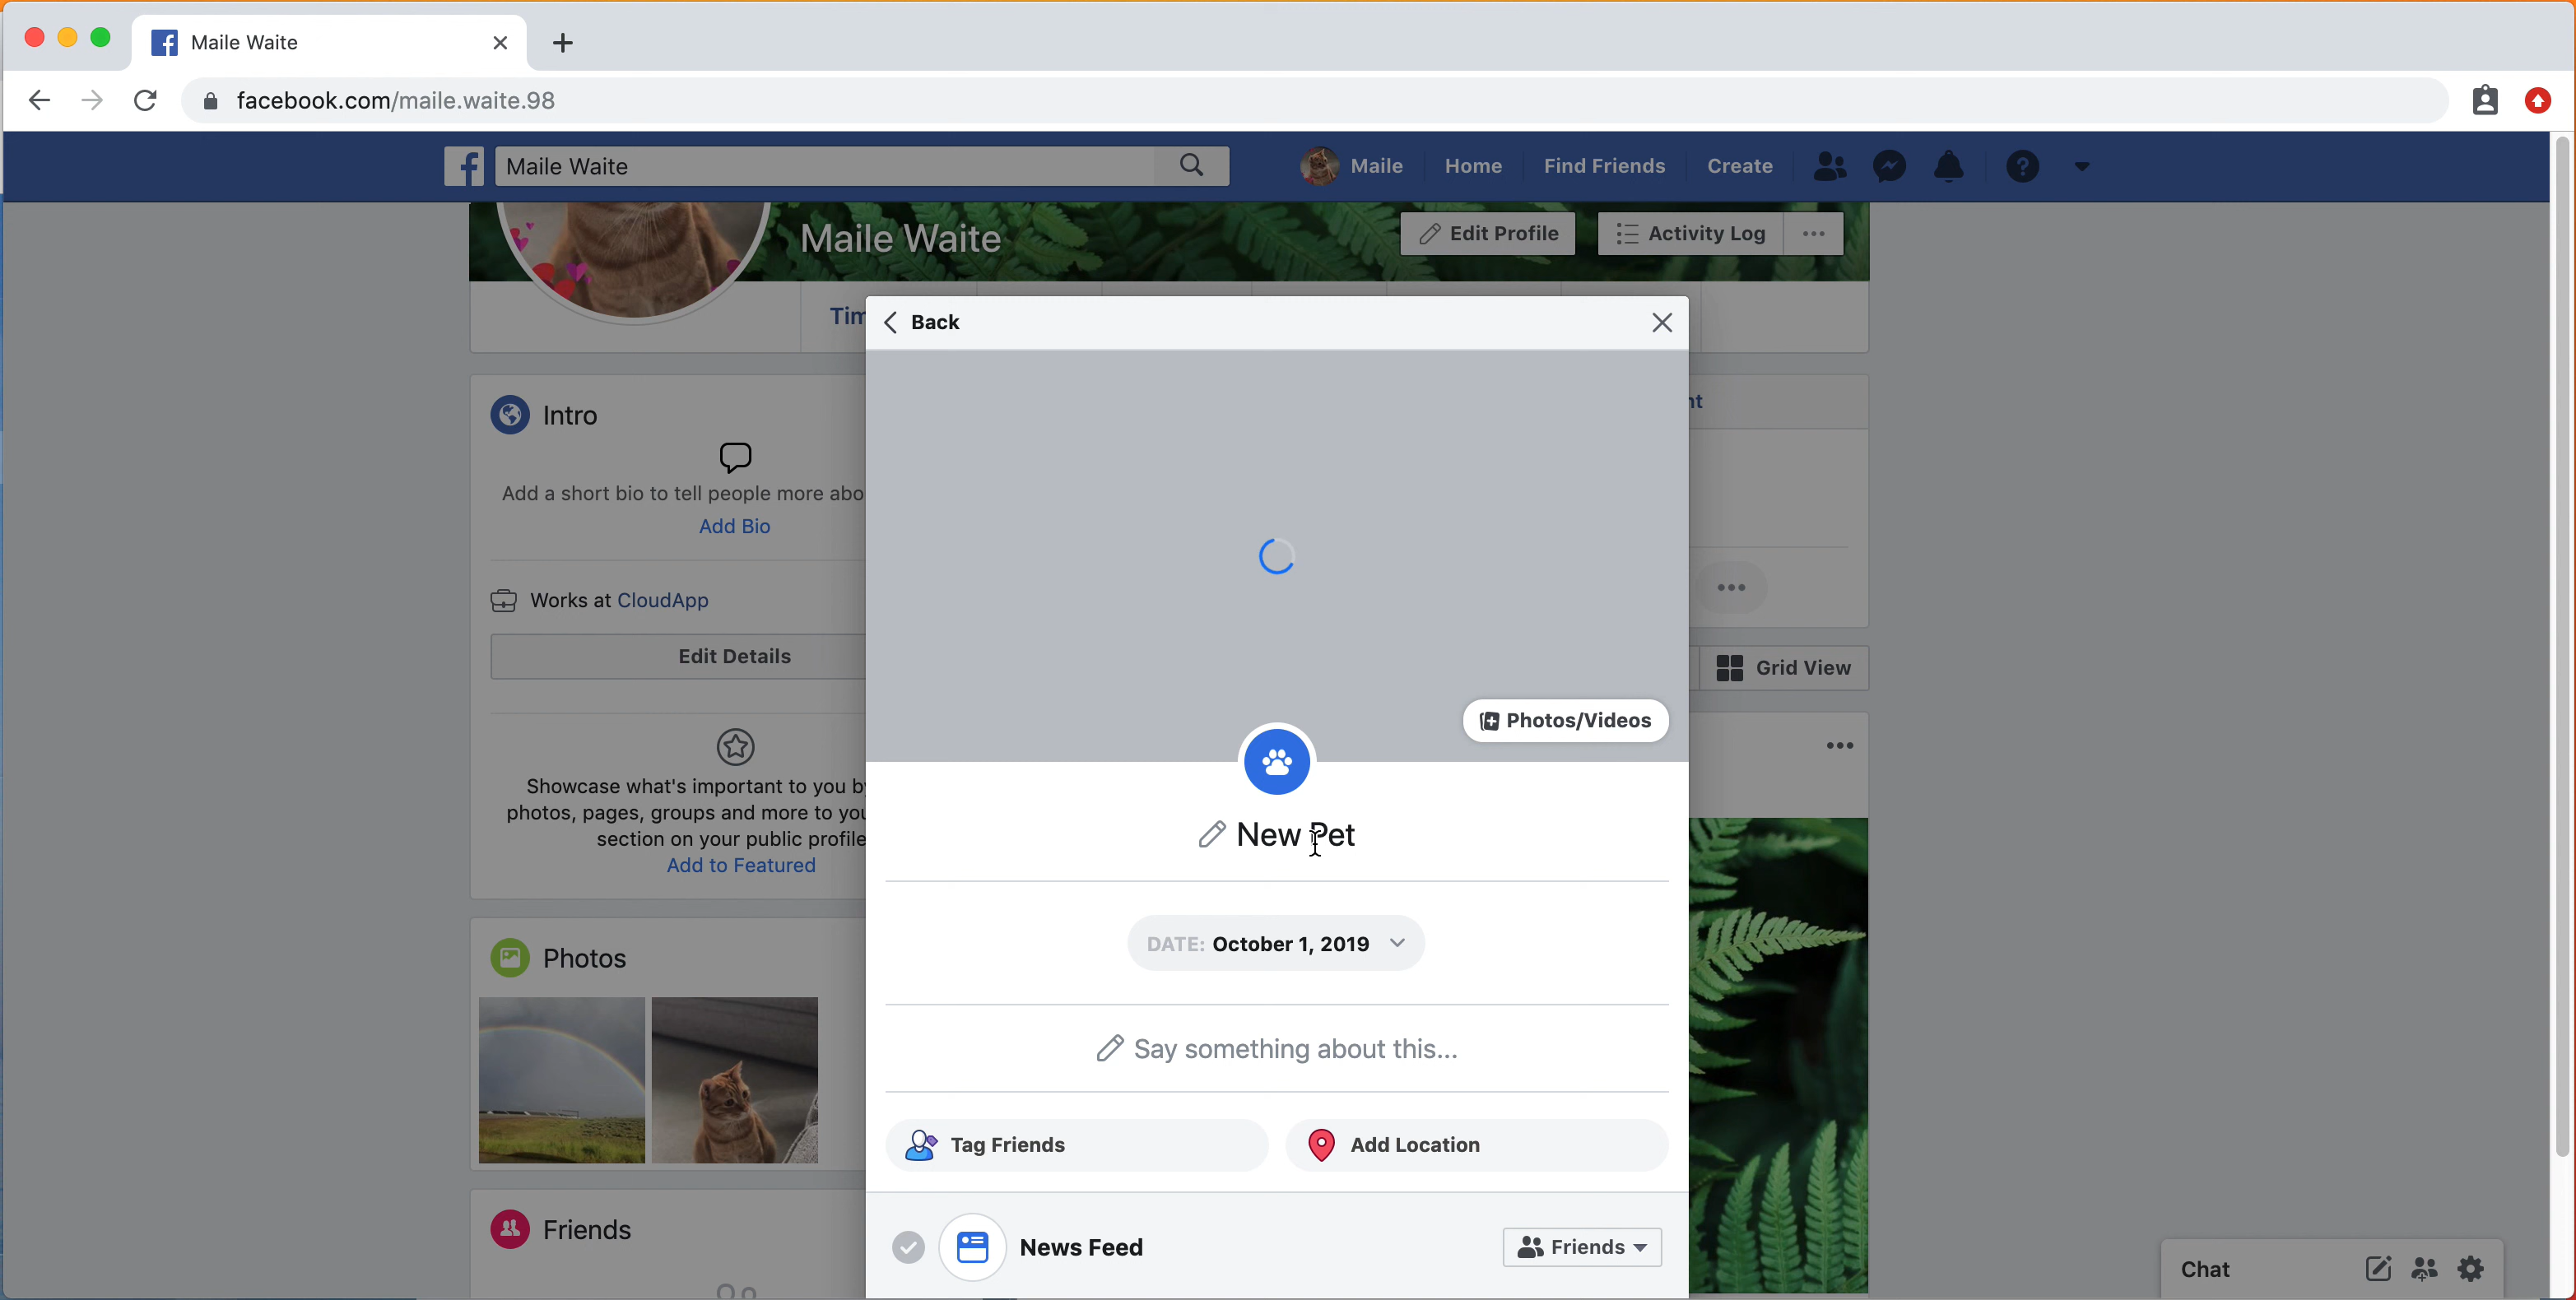 Maile Waite
facebook.com/maile.waite.98
Maile Waite
Maile
Home
Find Friends
Create
Maile Waite
Edit Profile
Activity Log
Tim
Back
Intro
nt
Add a short bio to tell people more abo
Add Bio
Works at CloudApp
Edit Details
Grid View
Photos/Videos
Showcase what's important to you by
photos, pages, groups and more to you
section on your public profile
Add to Featured
New Pet
DATE: October 1, 2019
Photos
Say something about this...
Tag Friends
Add Location
Friends
News Feed
Friends
Chat